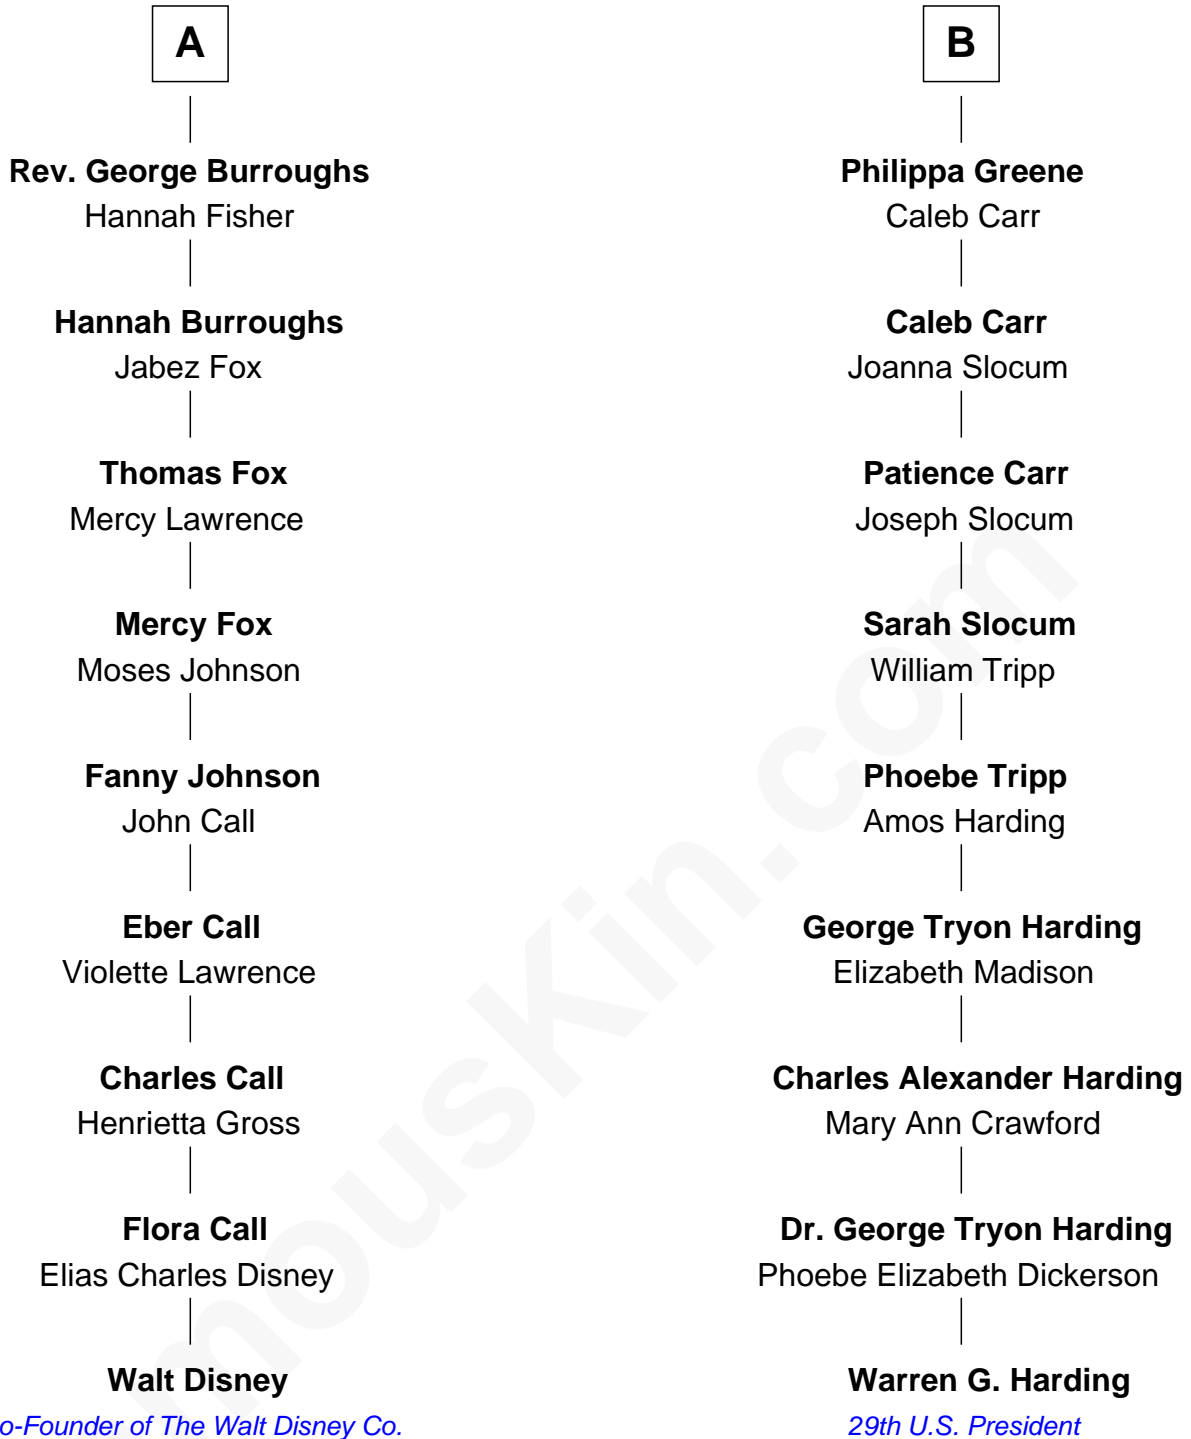 A
B
Rev. George Burroughs
Hannah Fisher
Philippa Greene
Caleb Carr
Hannah Burroughs
Jabez Fox
Caleb Carr
Joanna Slocum
Thomas Fox
Mercy Lawrence
Patience Carr
Joseph Slocum
Mercy Fox
Moses Johnson
Sarah Slocum
William Tripp
Fanny Johnson
John Call
Phoebe Tripp
Amos Harding
Eber Call
Violette Lawrence
George Tryon Harding
Elizabeth Madison
Charles Call
Henrietta Gross
Charles Alexander Harding
Mary Ann Crawford
Flora Call
Elias Charles Disney
Dr. George Tryon Harding
Phoebe Elizabeth Dickerson
Walt Disney
o-Founder of The Walt Disney Co.
Warren G. Harding
29th U.S. President
mousKin.com